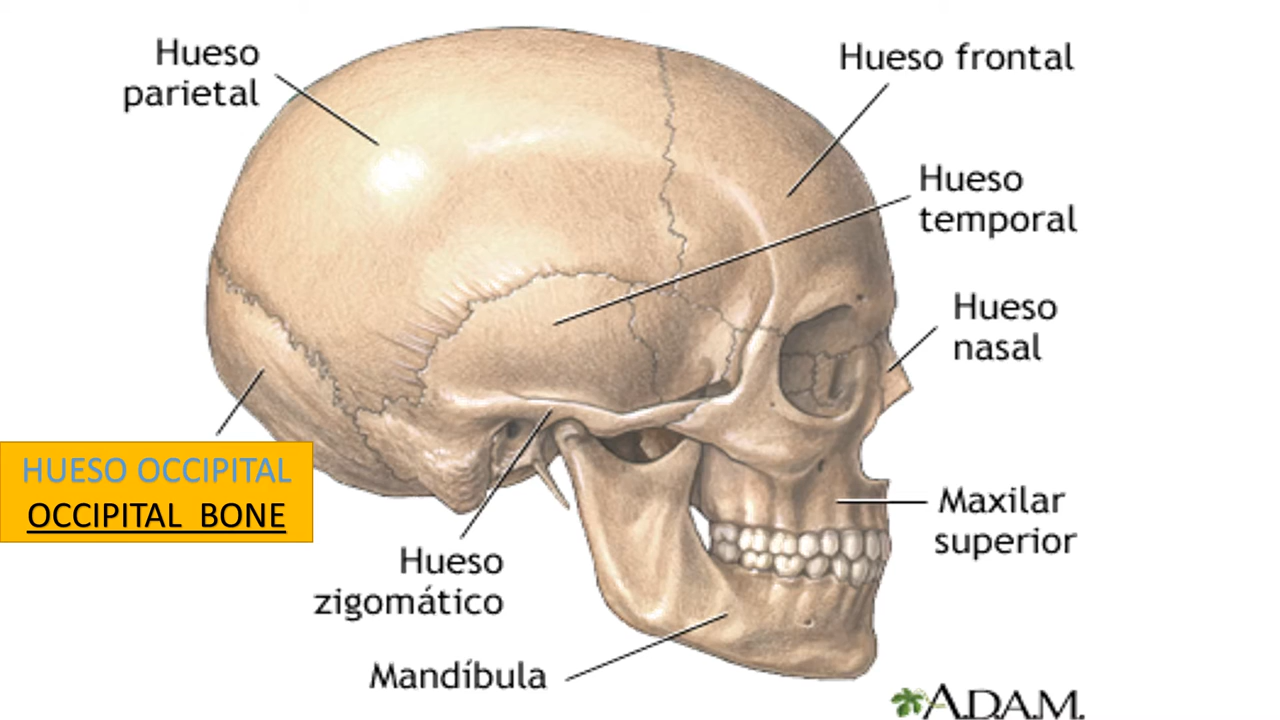 Hueso
parietal
Hueso frontal
Hueso
temporal
Hueso
nasal
HUESO OCCIPITAL
OCCIPITAL BONE
Maxilar
superior
Hueso
zigomático
Mandíbula
A.D.A.M.